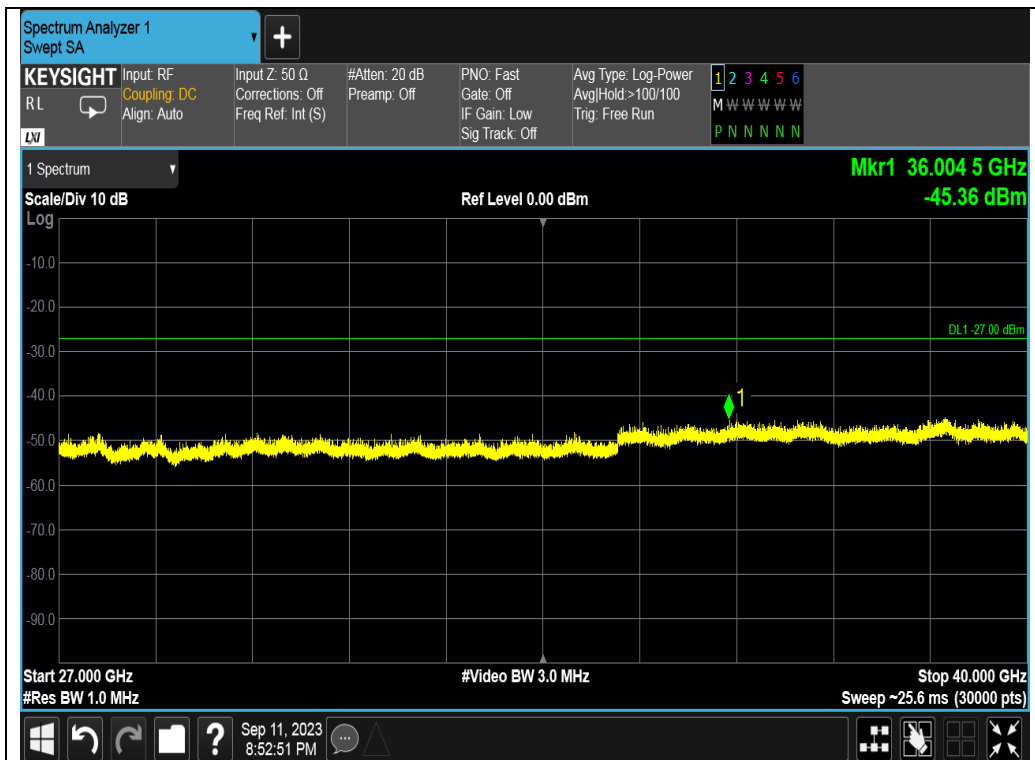 Spectrum Analyzer 1
Swept SA
KEYSIGHT
RL
LXI
Input: RF
Coupling: DC
Align: Auto
Input Z: 50 Ω
Corrections: Off
Freq Ref: Int (S)
#Atten: 20 dB
Preamp: Off
PNO: Fast
Gate: Off
IF Gain: Low
Sig Track: Off
Avg Type: Log-Power
Avg|Hold:>100/100
Trig: Free Run
1 2 3 4 5 6
M W W W W W
P N N N N N
1 Spectrum
Mkr1 36.004 5 GHz
-45.36 dBm
Scale/Div 10 dB
Ref Level 0.00 dBm
Log
-10.0
-20.0
DL1 -27.00 dBm
-30.0
-40.0
1
-50.0
-60.0
-70.0
-80.0
-90.0
Start 27.000 GHz
#Video BW 3.0 MHz
Stop 40.000 GHz
#Res BW 1.0 MHz
Sweep ~25.6 ms (30000 pts)
?
Sep 11, 2023
8:52:51 PM